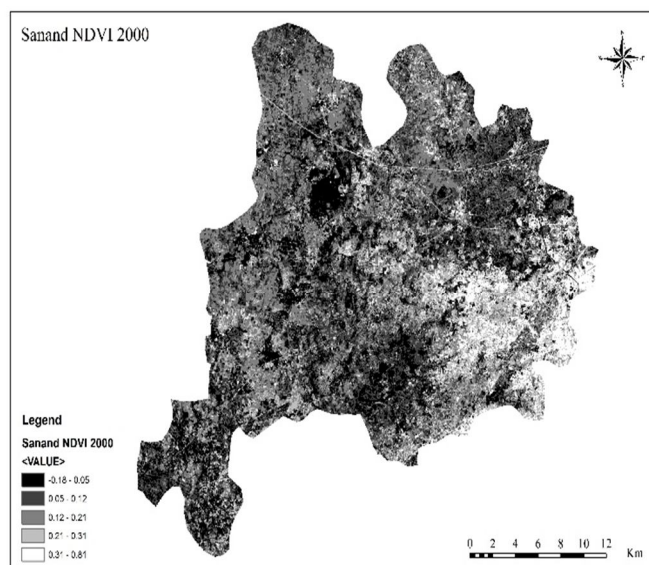 Sanand NDVI 2000
Legend
Sanand NDVI 2000
<VALUE>
-0.18 - 0.05
0.05 - 0.12
0.12 - 0.21
0.21 - 0.31
0.31 - 0.81
0 2 4 6 8 10 12
Km